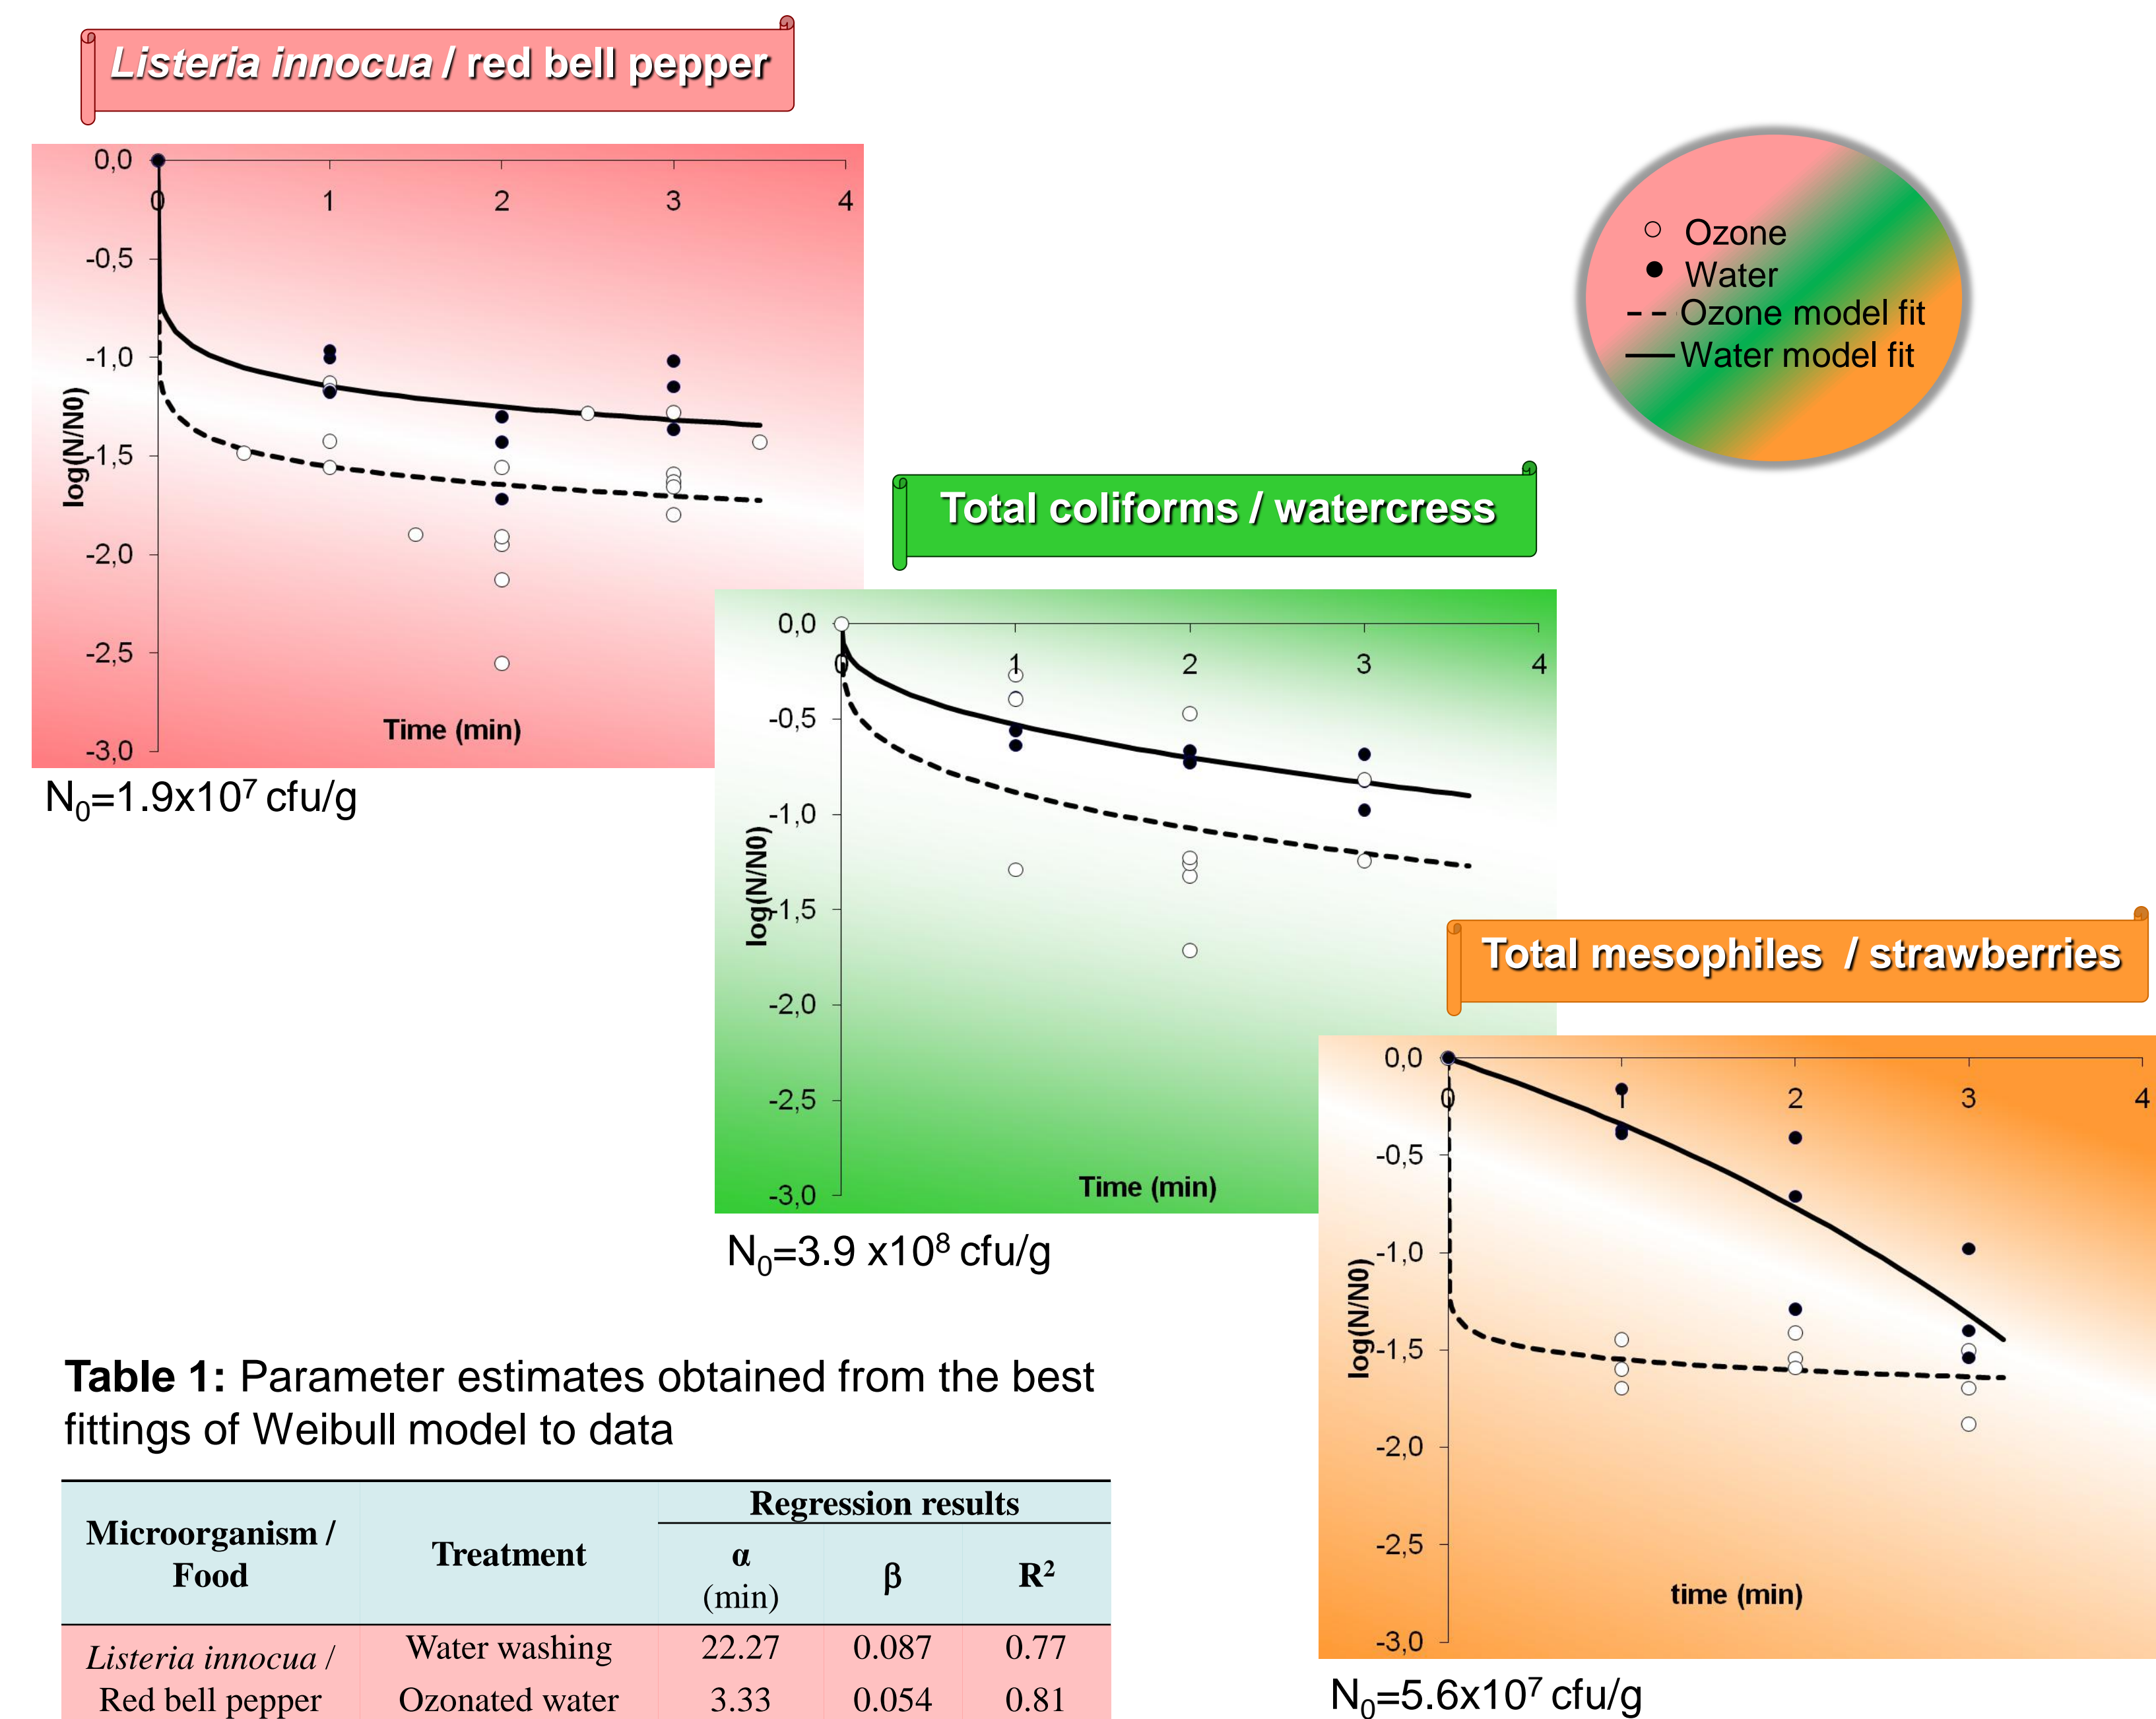 Listeria innocua / red bell pepper
0,0
0 1 2 3 4
-0,5
-1,0
-1,5
-2,0
-2,5
-3,0
log(N/N0)
Time (min)
N₀=1.9x10⁷ cfu/g
Ozone
Water
Ozone model fit
Water model fit
Total coliforms / watercress
0,0
0 1 2 3 4
-0,5
-1,0
-1,5
-2,0
-2,5
-3,0
log(N/N0)
Time (min)
N₀=3.9 x10⁸ cfu/g
Total mesophiles / strawberries
0,0
0 1 2 3 4
-0,5
-1,0
-1,5
-2,0
-2,5
-3,0
log(N/N0)
time (min)
N₀=5.6x10⁷ cfu/g
Table 1: Parameter estimates obtained from the best
fittings of Weibull model to data
Regression results
Microorganism /
Food
Treatment
α
(min)
β
R²
Listeria innocua /
Red bell pepper
Water washing 22.27 0.087 0.77
Ozonated water 3.33 0.054 0.81